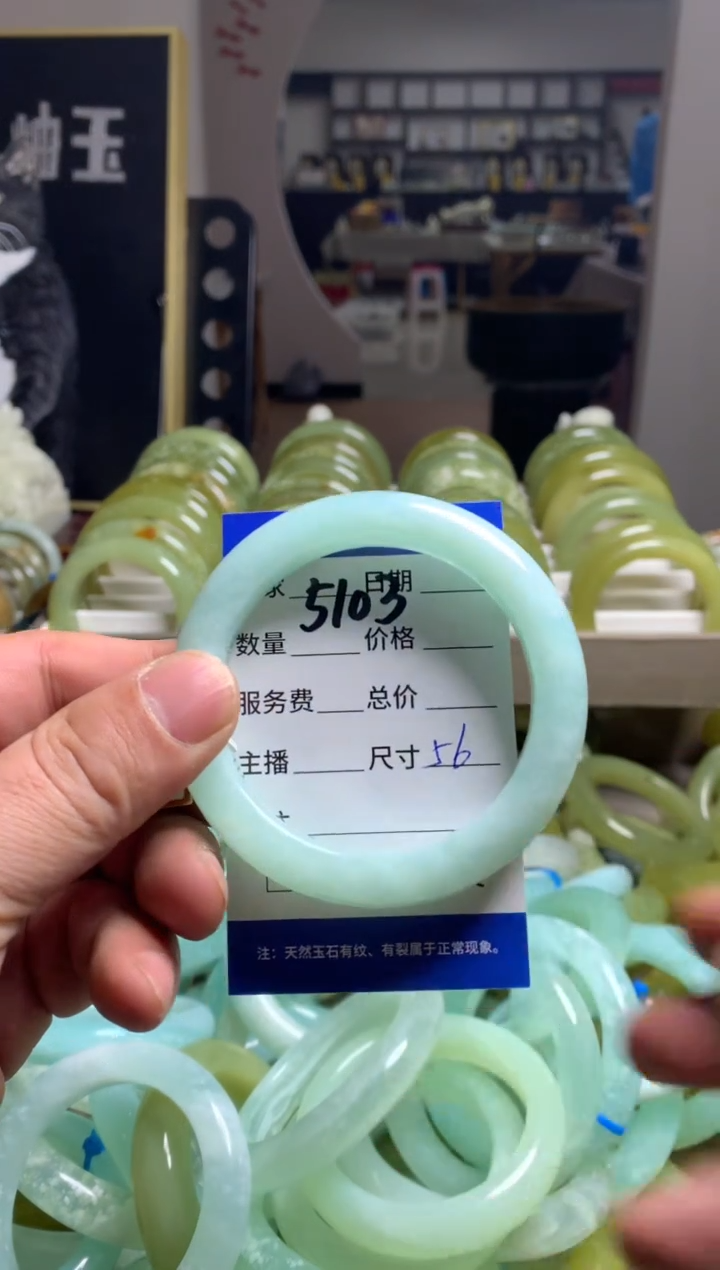 岫玉
5103
日期
数量 价格
服务费 总价
主播 尺寸 56
注：天然玉石有纹、有裂属于正常现象。